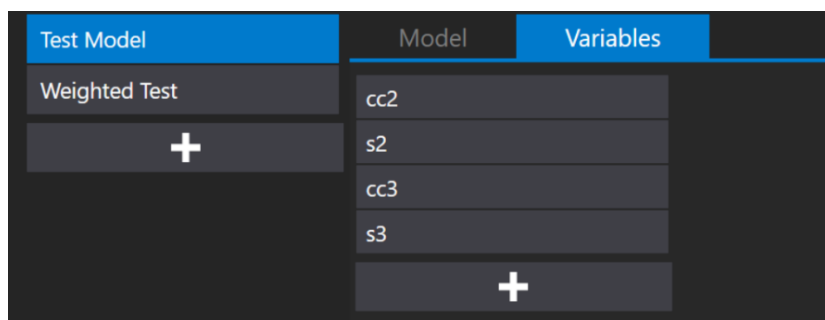 Test Model
Weighted Test
Model
Variables
cc2
s2
cc3
s3